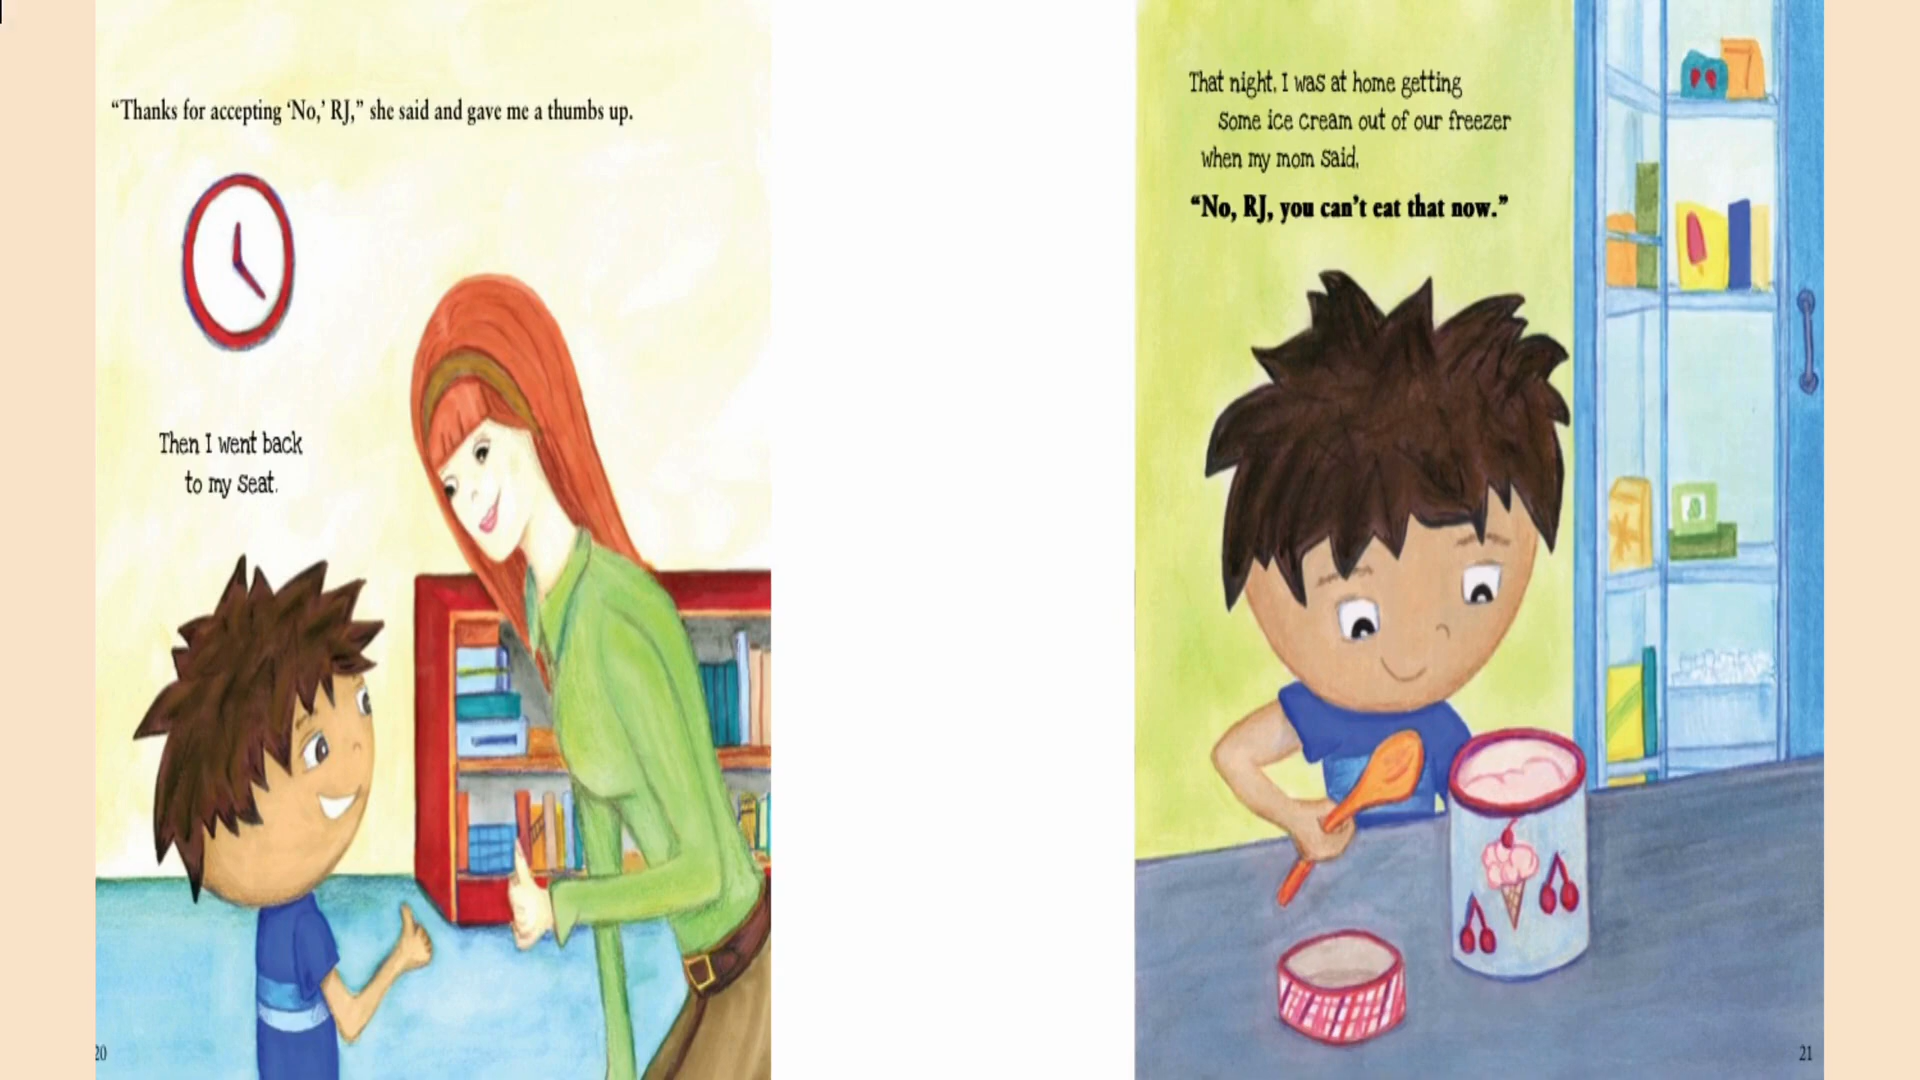 “Thanks for accepting ‘No,’ RJ,” she said and gave me a thumbs up.
Then I went back
to my seat.
20
That night, I was at home getting
some ice cream out of our freezer
when my mom said,
“No, RJ, you can’t eat that now.”
21